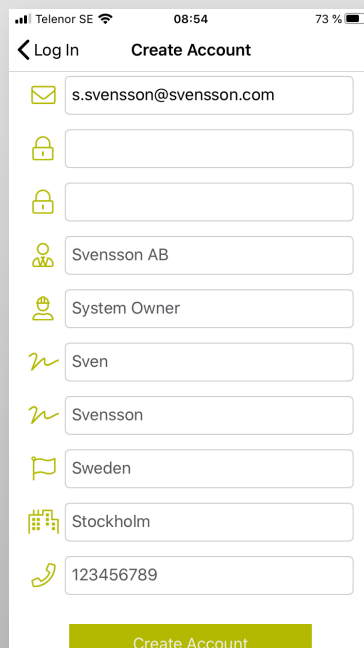 Telenor SE 08:54 73 %
Log In Create Account
s.svensson@svensson.com
Svensson AB
System Owner
Sven
Svensson
Sweden
Stockholm
123456789
Create Account